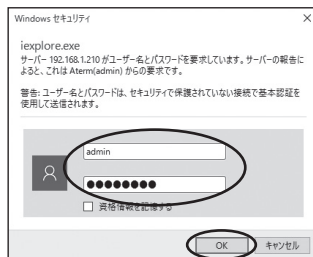 Windows セキュリティ
iexplore.exe
サーバー 192.168.1.210 がユーザー名とパスワードを要求しています。サーバーの報告に
よると、これは Aterm(admin) からの要求です。
警告: ユーザー名とパスワードは、セキュリティで保護されていない接続で基本認証を
使用して送信されます。
admin
●●●●●●●●
資格情報を記憶する
OK
キャンセル